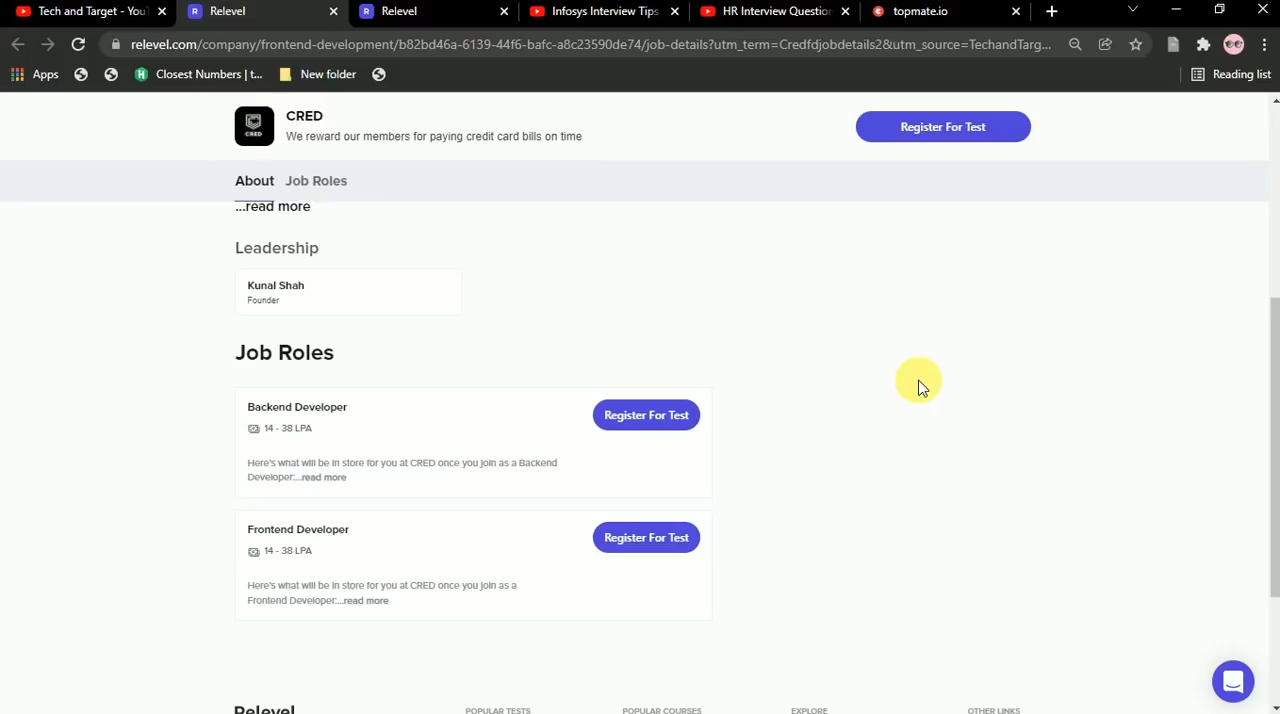 Tech and Target - YouT
Relevel
Relevel
Infosys Interview Tips
HR Interview Question
topmate.io
relevel.com/company/frontend-development/b82bd46a-6139-44f6-bafc-a8c23590de74/job-details?utm_term=Credfdjobdetails2&utm_source=TechandTarg...
Apps
Closest Numbers | t...
New folder
Reading list
CRED
CRED
We reward our members for paying credit card bills on time
Register For Test
About
Job Roles
...read more
Leadership
Kunal Shah
Founder
Job Roles
Backend Developer
14 - 38 LPA
Register For Test
Here's what will be in store for you at CRED once you join as a Backend
Developer:...read more
Frontend Developer
14 - 38 LPA
Register For Test
Here's what will be in store for you at CRED once you join as a
Frontend Developer:...read more
Relevel
POPULAR TESTS
POPULAR COURSES
EXPLORE
OTHER LINKS